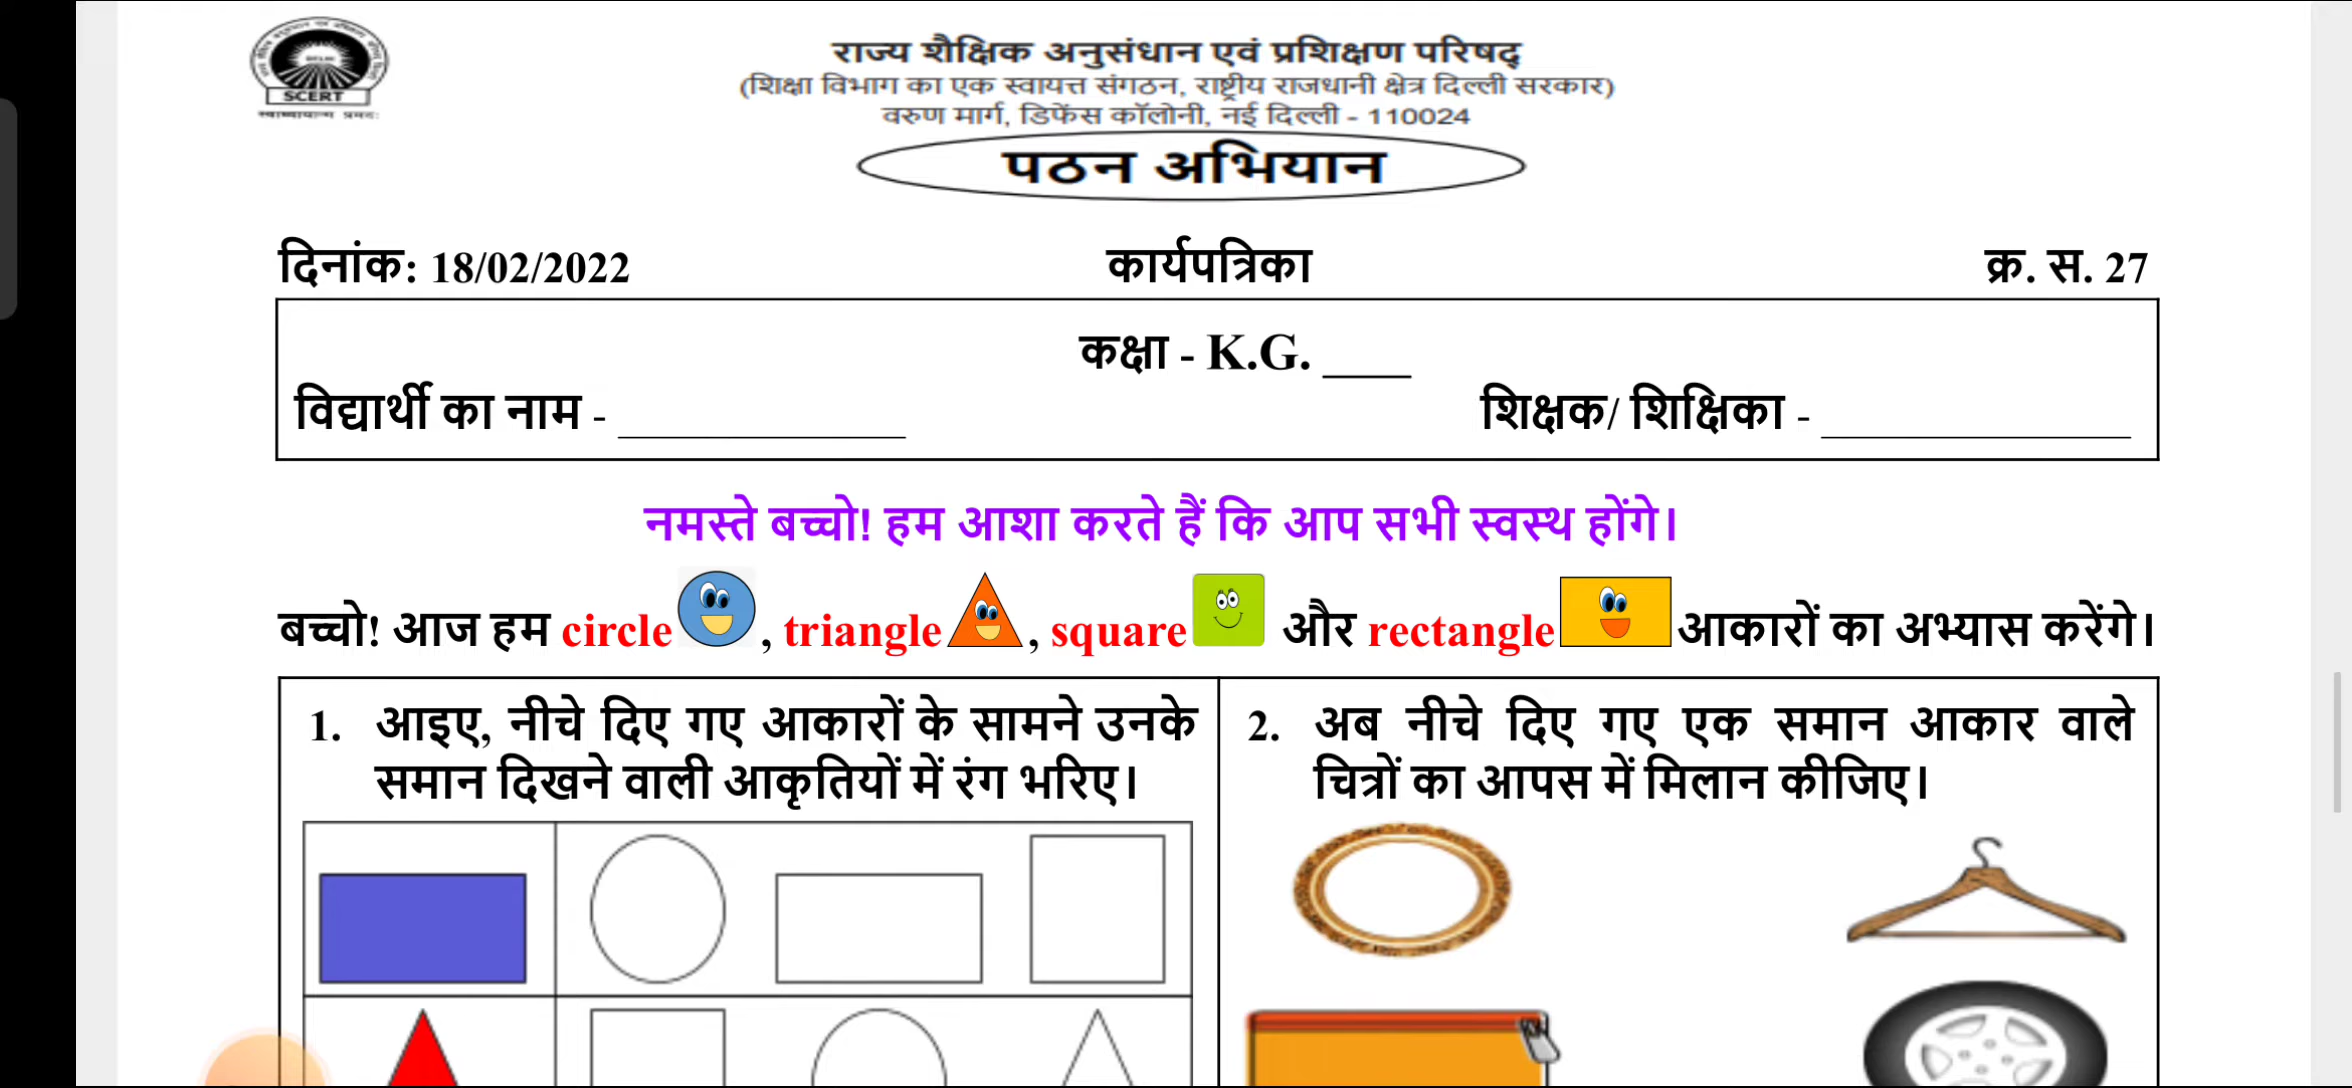 SCERT
राज्य शैक्षिक अनुसंधान एवं प्रशिक्षण परिषद्
(शिक्षा विभाग का एक स्वायत्त संगठन, राष्ट्रीय राजधानी क्षेत्र दिल्ली सरकार)
वरुण मार्ग, डिफेंस कॉलोनी, नई दिल्ली - 110024
पठन अभियान
दिनांक: 18/02/2022 कार्यपत्रिका क्र. स. 27
कक्षा - K.G. ____
विद्यार्थी का नाम - ____________ शिक्षक/ शिक्षिका - ____________
नमस्ते बच्चो! हम आशा करते हैं कि आप सभी स्वस्थ होंगे।
बच्चो! आज हम circle , triangle , square और rectangle आकारों का अभ्यास करेंगे।
1. आइए, नीचे दिए गए आकारों के सामने उनके
समान दिखने वाली आकृतियों में रंग भरिए।
2. अब नीचे दिए गए एक समान आकार वाले
चित्रों का आपस में मिलान कीजिए।